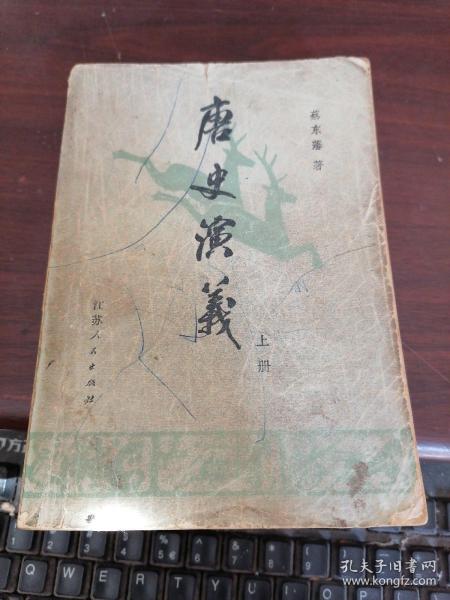 唐史演義
蔡东藩 著
上册
江苏人民出版社
Q W E R T Y U I O P
孔夫子旧书网
www.kongfz.com